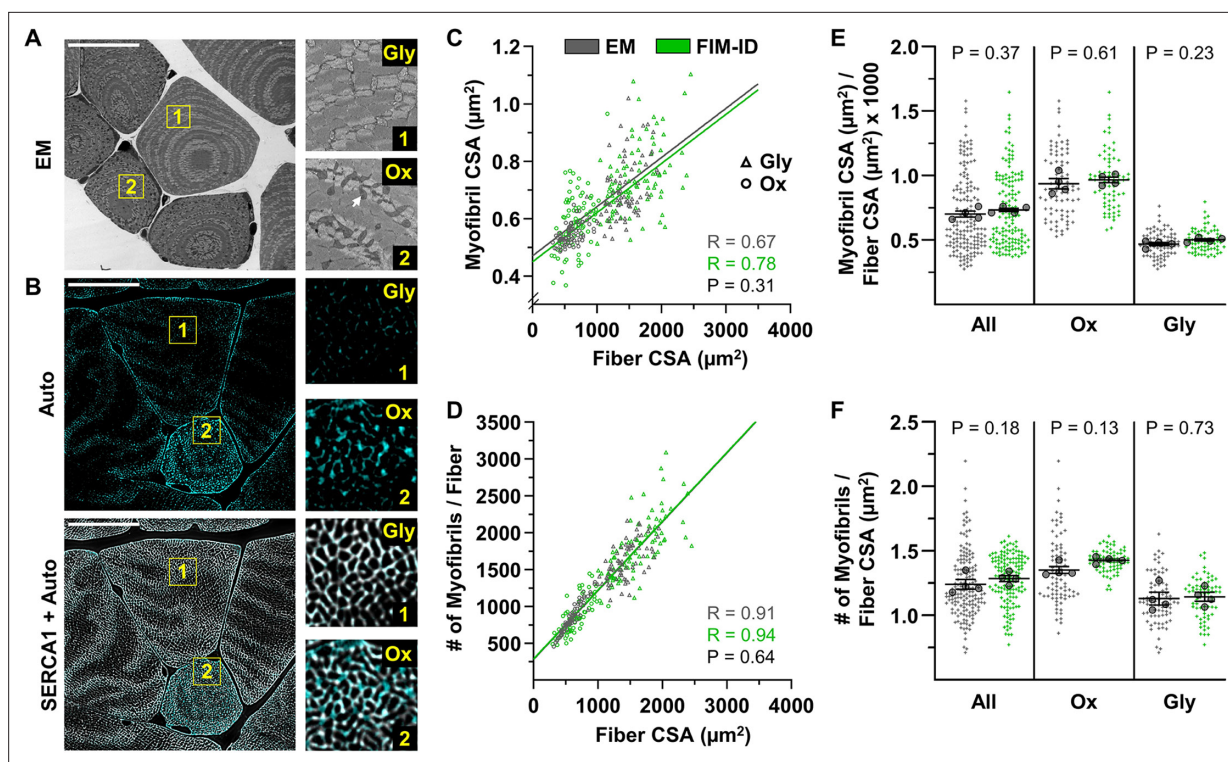 A
EM
1
2
Gly
1
Ox
2
B
Auto
1
2
Gly
1
Ox
2
SERCA1 + Auto
1
2
Gly
1
Ox
2
C
EM
FIM-ID
Myofibril CSA (µm²)
1.2
1.0
0.8
0.6
0.4
Gly
Ox
R = 0.67
R = 0.78
P = 0.31
0 1000 2000 3000 4000
Fiber CSA (µm²)
D
# of Myofibrils / Fiber
3500
3000
2500
2000
1500
1000
500
R = 0.91
R = 0.94
P = 0.64
0 1000 2000 3000 4000
Fiber CSA (µm²)
E
Myofibril CSA (µm²) /
Fiber CSA (µm²) x 1000
2.0
1.5
1.0
0.5
P = 0.37
P = 0.61
P = 0.23
All
Ox
Gly
F
# of Myofibrils /
Fiber CSA (µm²)
2.5
2.0
1.5
1.0
P = 0.18
P = 0.13
P = 0.73
All
Ox
Gly